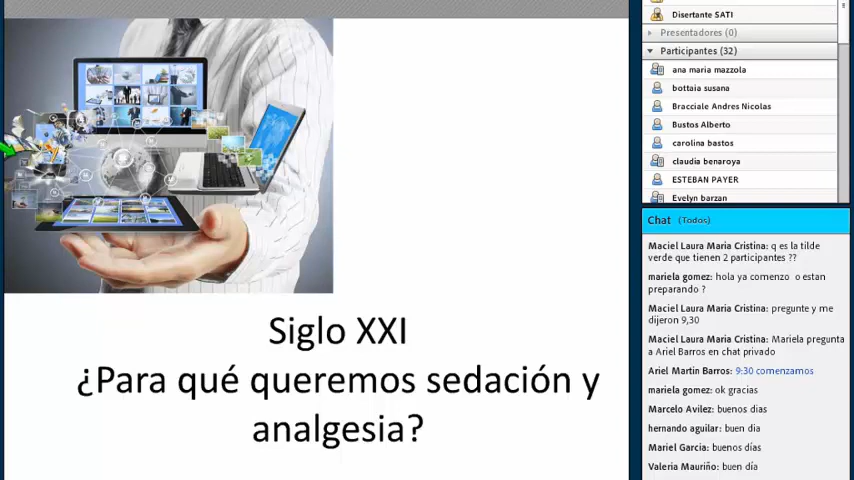 Siglo XXI
¿Para qué queremos sedación y
analgesia?
Disertante SATI
Presentadores (0)
Participantes (32)
ana maria mazzola
bottaia susana
Bracciale Andres Nicolas
Bustos Alberto
carolina bastos
claudia benaroya
ESTEBAN PAYER
Evelyn barzan
Chat (Todos)
Maciel Laura Maria Cristina: q es la tilde
verde que tienen 2 participantes ??
mariela gomez: hola ya comenzo o estan
preparando ?
Maciel Laura Maria Cristina: pregunte y me
dijeron 9,30
Maciel Laura Maria Cristina: Mariela pregunta
a Ariel Barros en chat privado
Ariel Martin Barros: 9:30 comenzamos
mariela gomez: ok gracias
Marcelo Avilez: buenos dias
hernando aguilar: buen dia
Mariel Garcia: buenos días
Valeria Mauriño: buen día